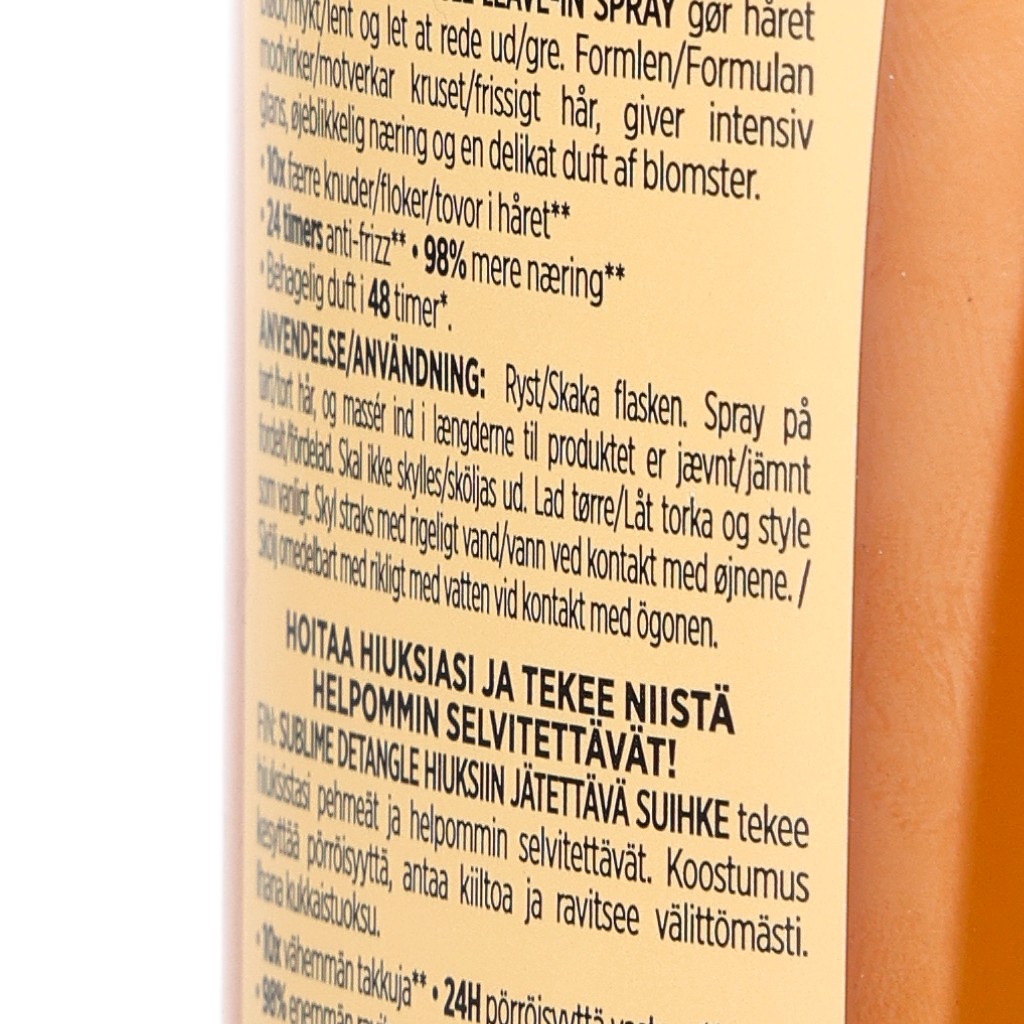 LEAVE-IN SPRAY gør håret
blød/mykt/lent og let at rede ud/gre. Formlen/Formulan
modvirker/motverkar kruset/frissigt hår, giver intensiv
glans, øjeblikkelig næring og en delikat duft af blomster.
• 10x færre knuder/floker/tovor i håret**
• 24 timers anti-frizz** • 98% mere næring**
• Behagelig duft i 48 timer*.
ANVENDELSE/ANVÄNDNING: Ryst/Skaka flasken. Spray på
tørt/tort hår, og massér ind i længderne til produktet er jævnt/jämnt
fordelt/fördelad. Skal ikke skylles/sköljas ud. Lad tørre/Låt torka og style
som vanligt. Skyl straks med rigeligt vand/vann ved kontakt med øjnene. /
Skölj omedelbart med rikligt med vatten vid kontakt med ögonen.
HOITAA HIUKSIASI JA TEKEE NIISTÄ
HELPOMMIN SELVITETTÄVÄT!
FIN: SUBLIME DETANGLE HIUKSIIN JÄTETTÄVÄ SUIHKE tekee
hiuksistasi pehmeät ja helpommin selvitettävät. Koostumus
kesyttää pörröisyyttä, antaa kiiltoa ja ravitsee välittömästi.
Ihana kukkaistuoksu.
• 10x vähemmän takkuja** • 24H pörröisyyttä
• 98% enemmän